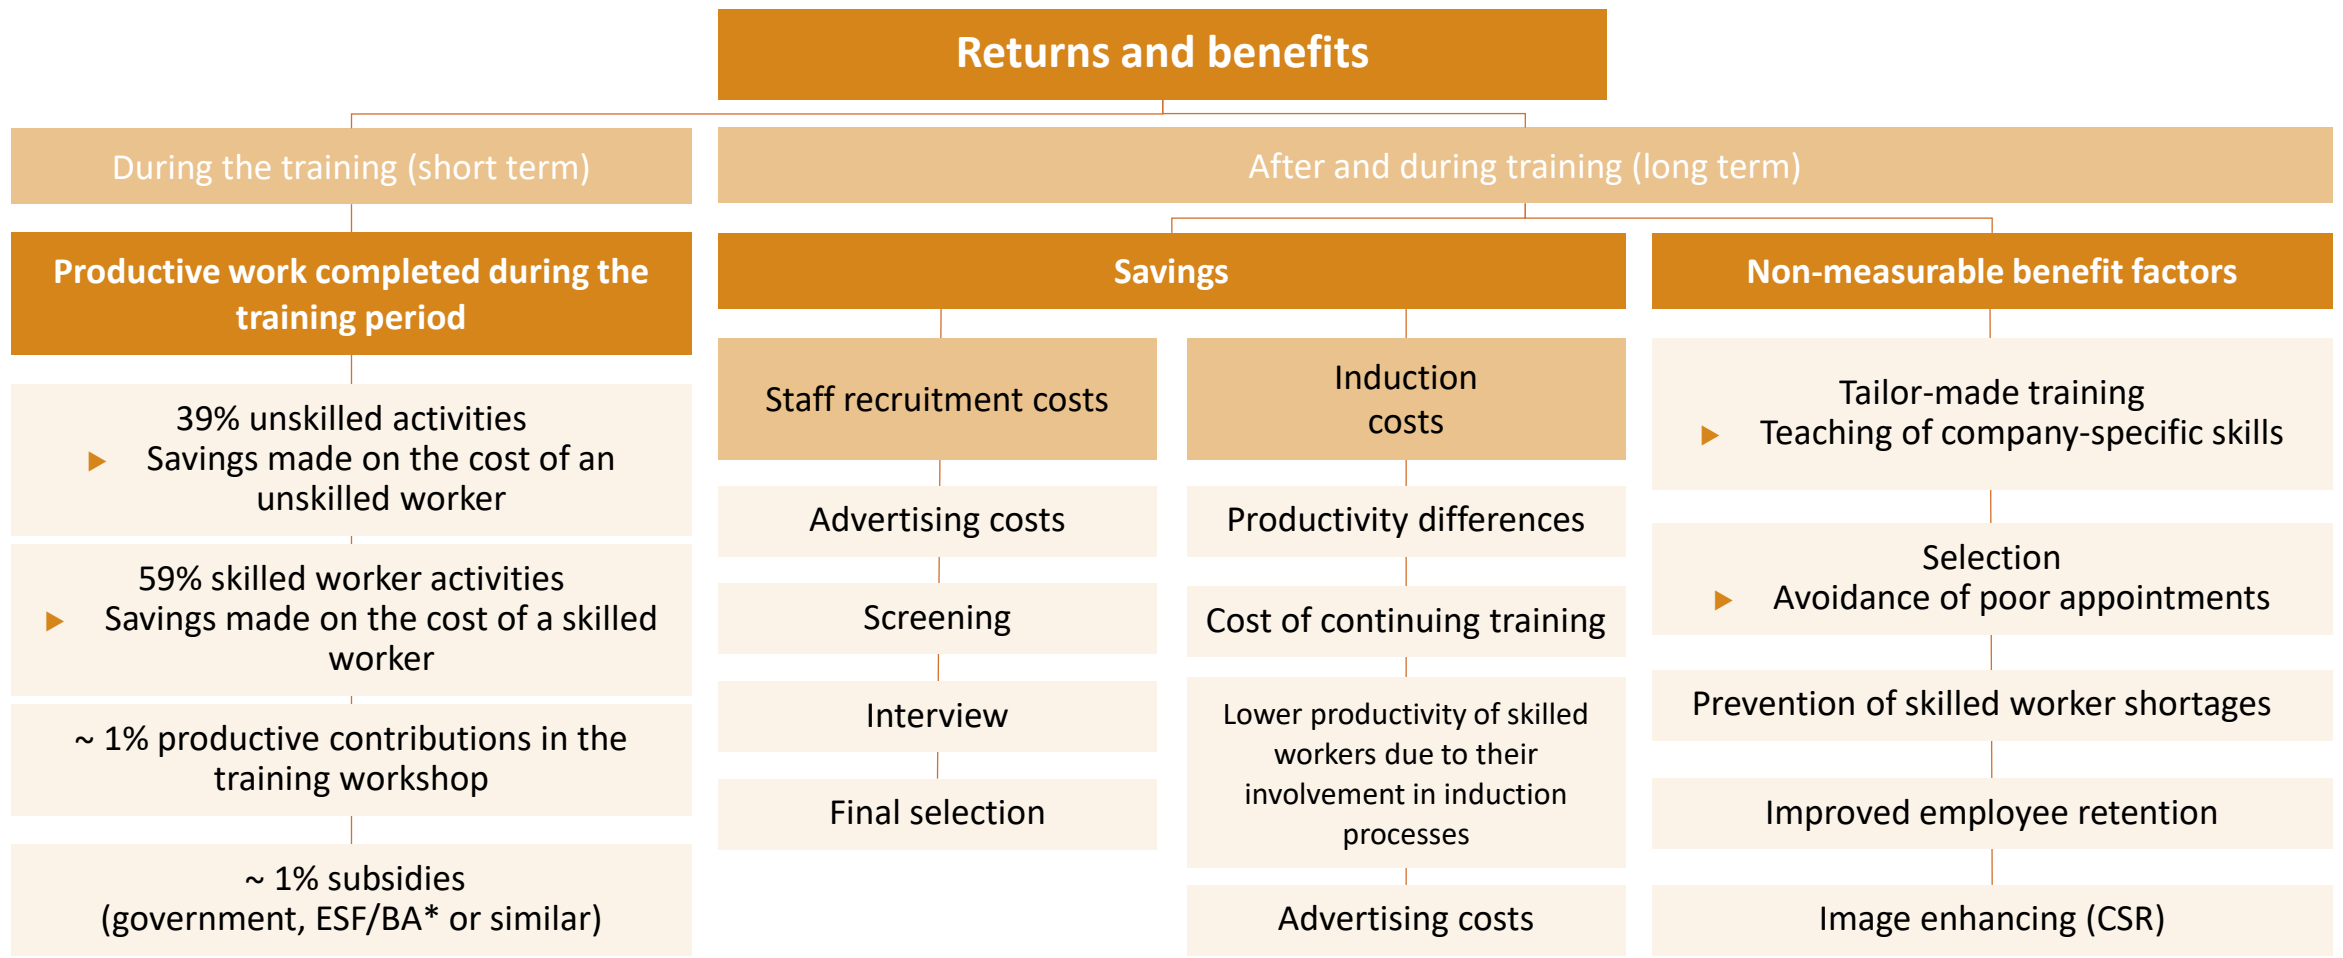 Returns and benefits
During the training (short term)
After and during training (long term)
Productive work completed during the
training period
39% unskilled activities
Savings made on the cost of an
unskilled worker
59% skilled worker activities
Savings made on the cost of a skilled
worker
~ 1% productive contributions in the
training workshop
~ 1% subsidies
(government, ESF/BA* or similar)
Savings
Staff recruitment costs
Advertising costs
Screening
Interview
Final selection
Induction
costs
Productivity differences
Cost of continuing training
Lower productivity of skilled
workers due to their
involvement in induction
processes
Advertising costs
Non-measurable benefit factors
Tailor-made training
Teaching of company-specific skills
Selection
Avoidance of poor appointments
Prevention of skilled worker shortages
Improved employee retention
Image enhancing (CSR)